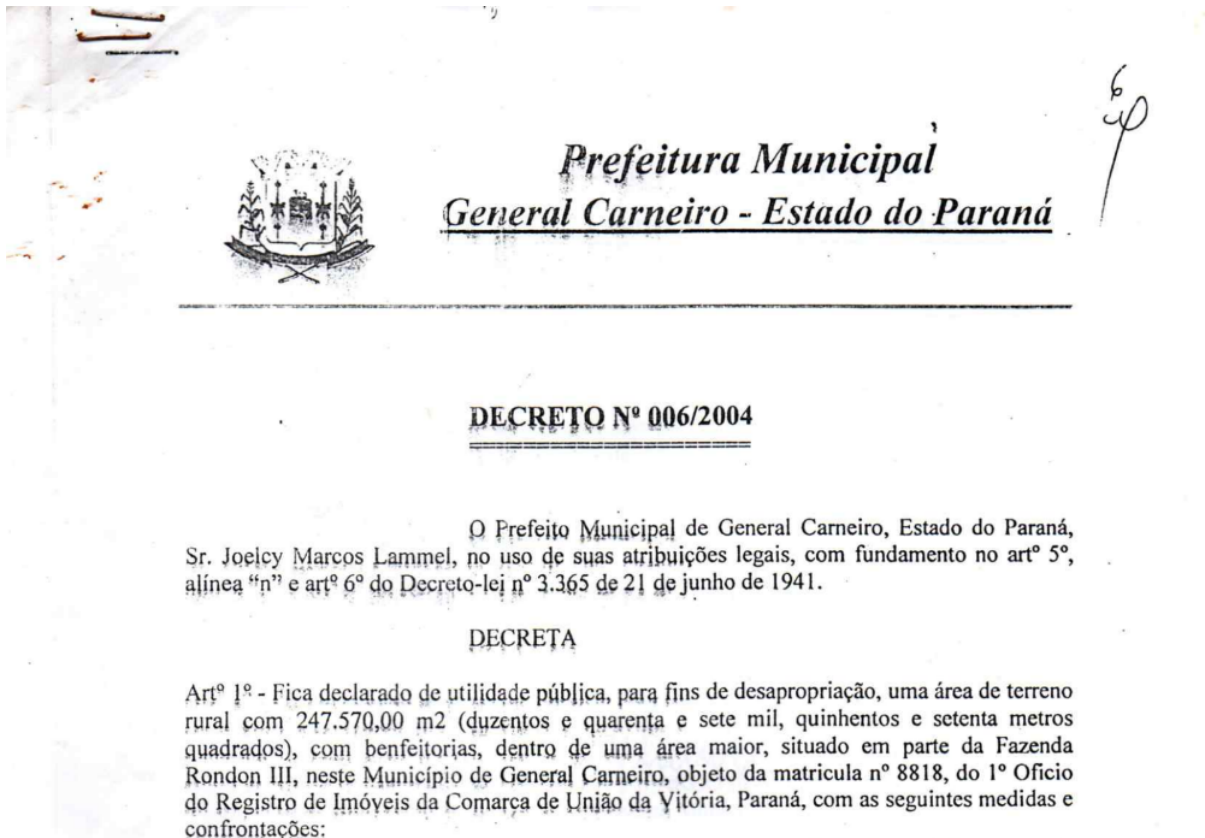 6
Prefeitura Municipal
General Carneiro - Estado do Paraná
DECRETO Nº 006/2004
O Prefeito Municipal de General Carneiro, Estado do Paraná,
Sr. Joelcy Marcos Lammel, no uso de suas atribuições legais, com fundamento no artº 5º,
alínea “n” e artº 6º do Decreto-lei nº 3.365 de 21 de junho de 1941.
DECRETA
Artº 1º - Fica declarado de utilidade pública, para fins de desapropriação, uma área de terreno
rural com 247.570,00 m2 (duzentos e quarenta e sete mil, quinhentos e setenta metros
quadrados), com benfeitorias, dentro de uma área maior, situado em parte da Fazenda
Rondon III, neste Município de General Carneiro, objeto da matricula nº 8818, do 1º Oficio
do Registro de Imóveis da Comarca de União da Vitória, Paraná, com as seguintes medidas e
confrontações: